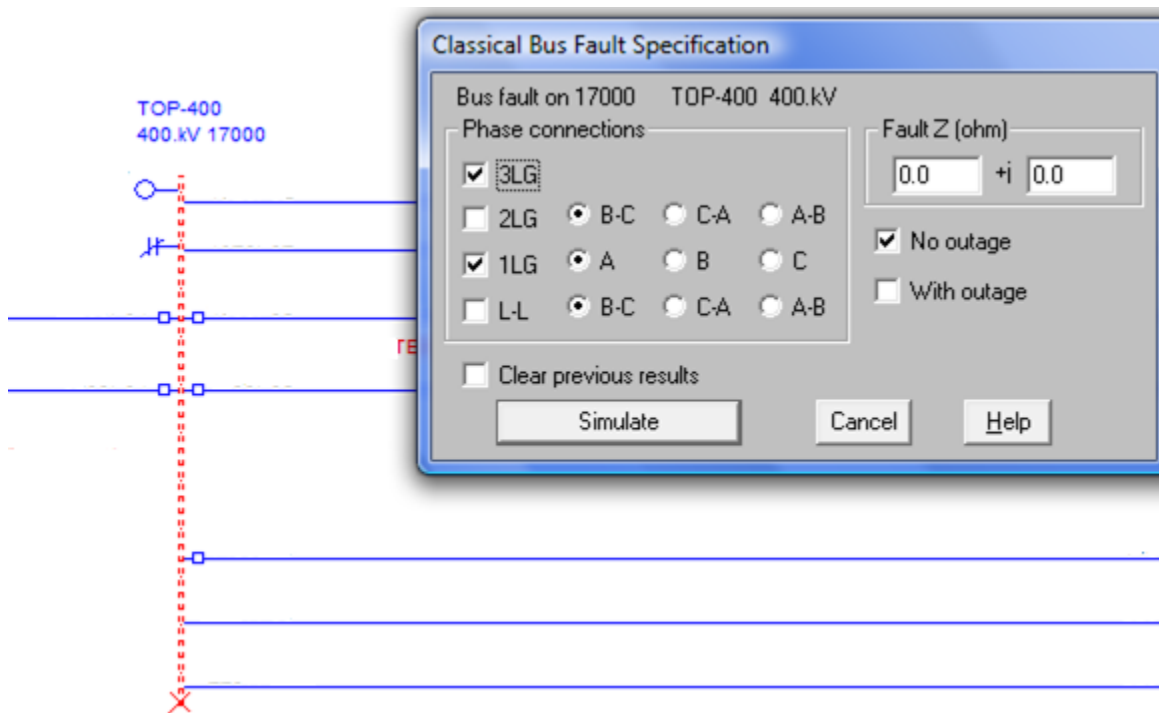 Classical Bus Fault Specification
TOP-400
400.kV 17000
Bus fault on 17000 TOP-400 400.kV
Phase connections
3LG
2LG B-C C-A A-B
1LG A B C
L-L B-C C-A A-B
Fault Z (ohm)
0.0 +i 0.0
No outage
With outage
Clear previous results
Simulate Cancel Help